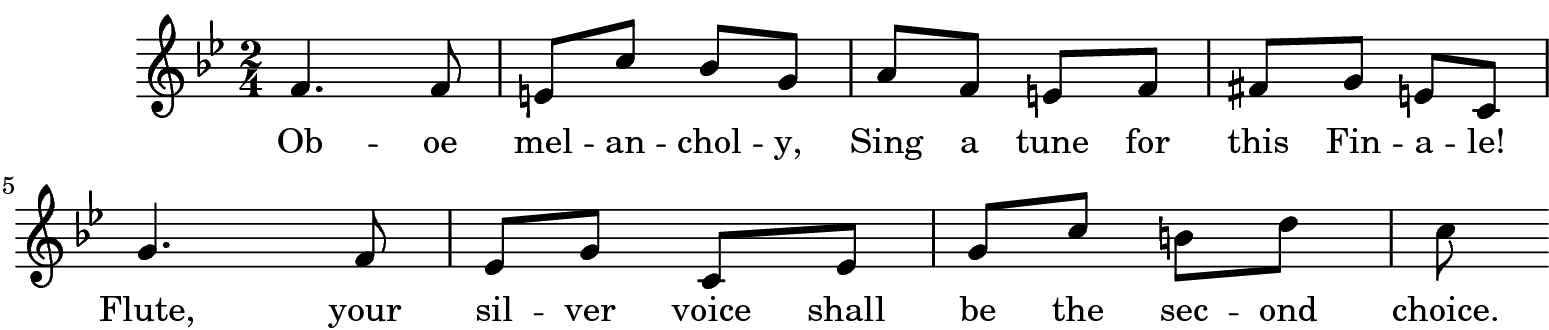 2
4
Ob - oe mel - an - chol - y, Sing a tune for this Fin - a - le!
5
Flute, your sil - ver voice shall be the sec - ond choice.